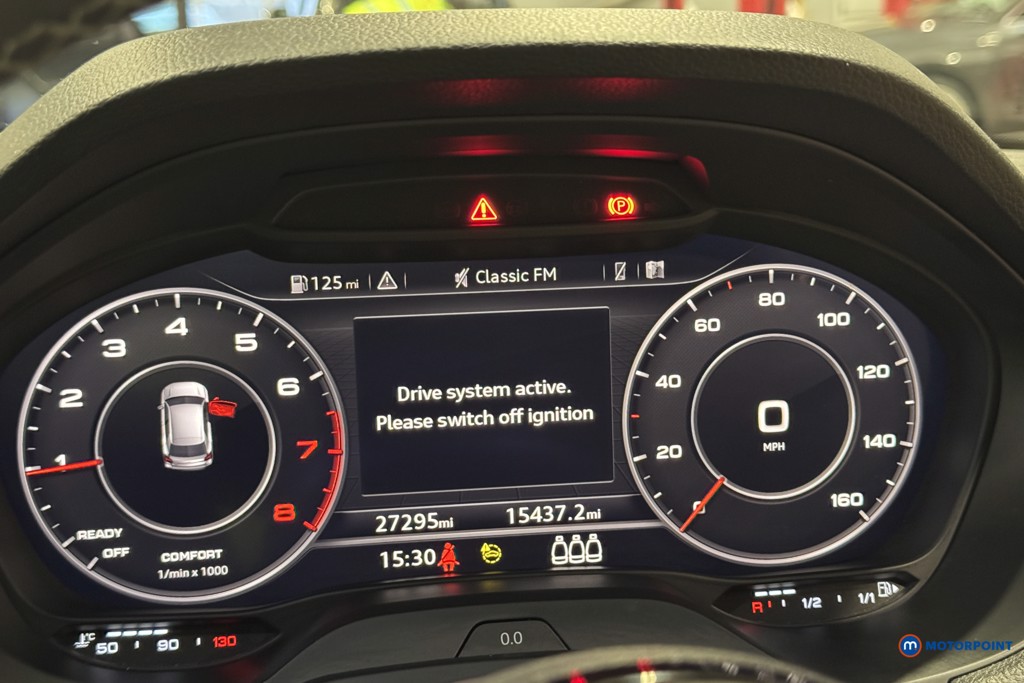 P
125 mi
Classic FM
1
2
3
4
5
6
7
8
READY
OFF
COMFORT
1/min x 1000
Drive system active.
Please switch off ignition
0
20
40
60
80
100
120
140
160
0
MPH
27295mi
15437.2mi
15:30
°C
50
90
130
0.0
R
1/2
1/1
m MOTORPOINT